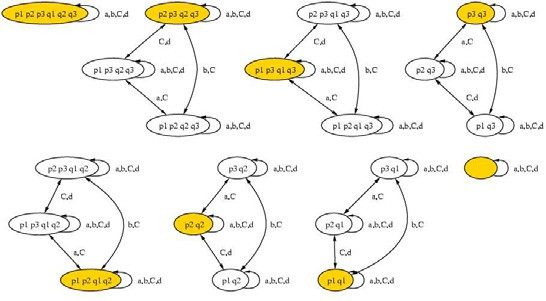 p1 p2 p3 q1 q2 q3
a,b,C,d
p2 p3 q2 q3
a,b,C,d
C,d
p1 p3 q2 q3
a,b,C,d
b,C
a,C
p1 p2 q2 q3
a,b,C,d
p2 p3 q1 q3
a,b,C,d
C,d
p1 p3 q1 q3
a,b,C,d
b,C
a,C
p1 p2 q1 q3
a,b,C,d
p3 q3
a,b,C,d
a,C
p2 q3
a,b,C,d
b,C
C,d
p1 q3
a,b,C,d
p2 p3 q1 q2
a,b,C,d
C,d
p1 p3 q1 q2
a,b,C,d
b,C
a,C
p1 p2 q1 q2
a,b,C,d
p3 q2
a,b,C,d
a,C
p2 q2
a,b,C,d
b,C
C,d
p1 q2
a,b,C,d
p3 q1
a,b,C,d
a,C
p2 q1
a,b,C,d
b,C
C,d
p1 q1
a,b,C,d
a,b,C,d